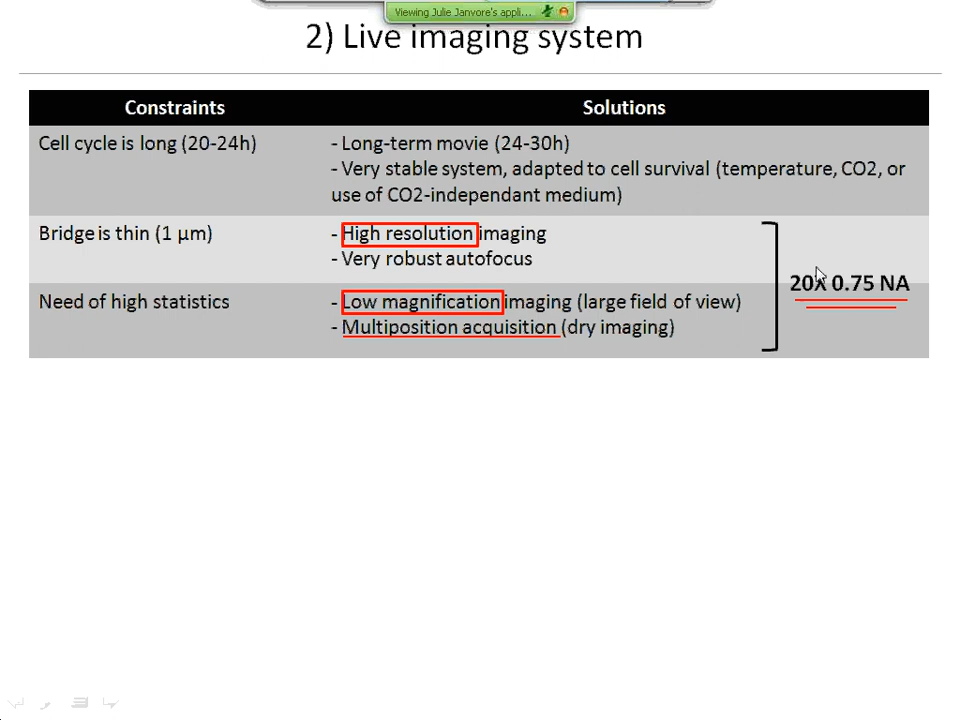 Viewing Julie Janvore's appli...
2) Live imaging system
Constraints
Solutions
Cell cycle is long (20-24h)
- Long-term movie (24-30h)
- Very stable system, adapted to cell survival (temperature, CO2, or
use of CO2-independant medium)
Bridge is thin (1 µm)
- High resolution imaging
- Very robust autofocus
Need of high statistics
- Low magnification imaging (large field of view)
- Multiposition acquisition (dry imaging)
20X 0.75 NA